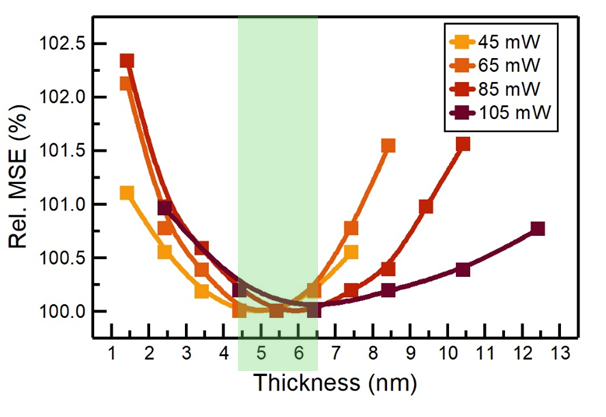 102.5
102.0
101.5
101.0
100.5
100.0
Rel. MSE (%)
45 mW
65 mW
85 mW
105 mW
1 2 3 4 5 6 7 8 9 10 11 12 13
Thickness (nm)